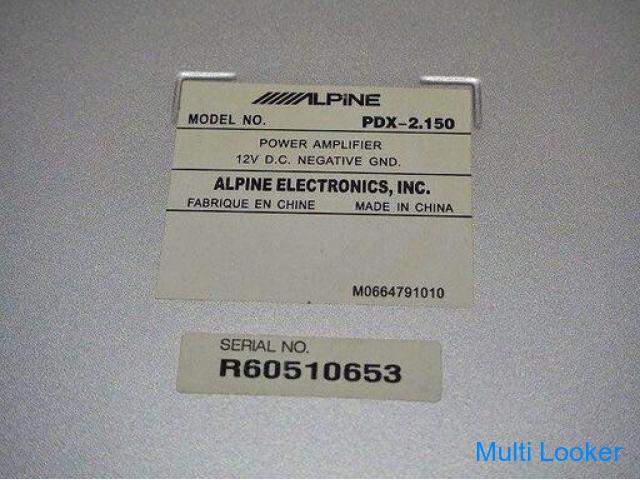 ALPINE
MODEL NO. PDX-2.150
POWER AMPLIFIER
12V D.C. NEGATIVE GND.
ALPINE ELECTRONICS, INC.
FABRIQUE EN CHINE MADE IN CHINA
M0664791010
SERIAL NO.
R60510653
Multi Looker